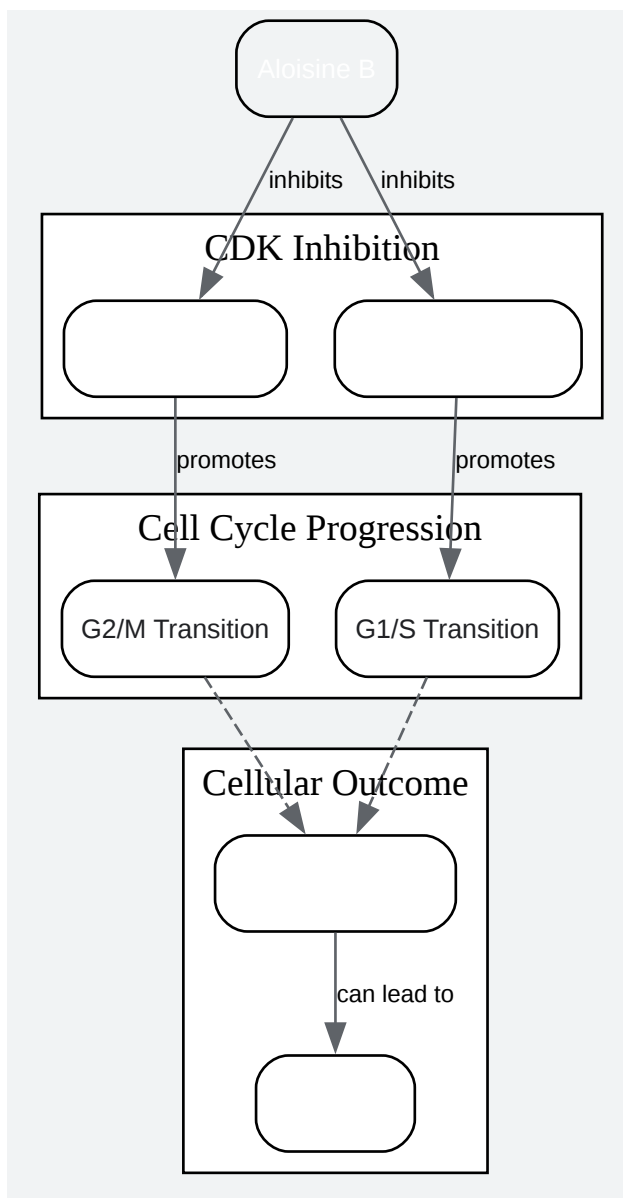 Aloisine B
inhibits
inhibits
CDK Inhibition
promotes
promotes
Cell Cycle Progression
G2/M Transition
G1/S Transition
Cellular Outcome
can lead to